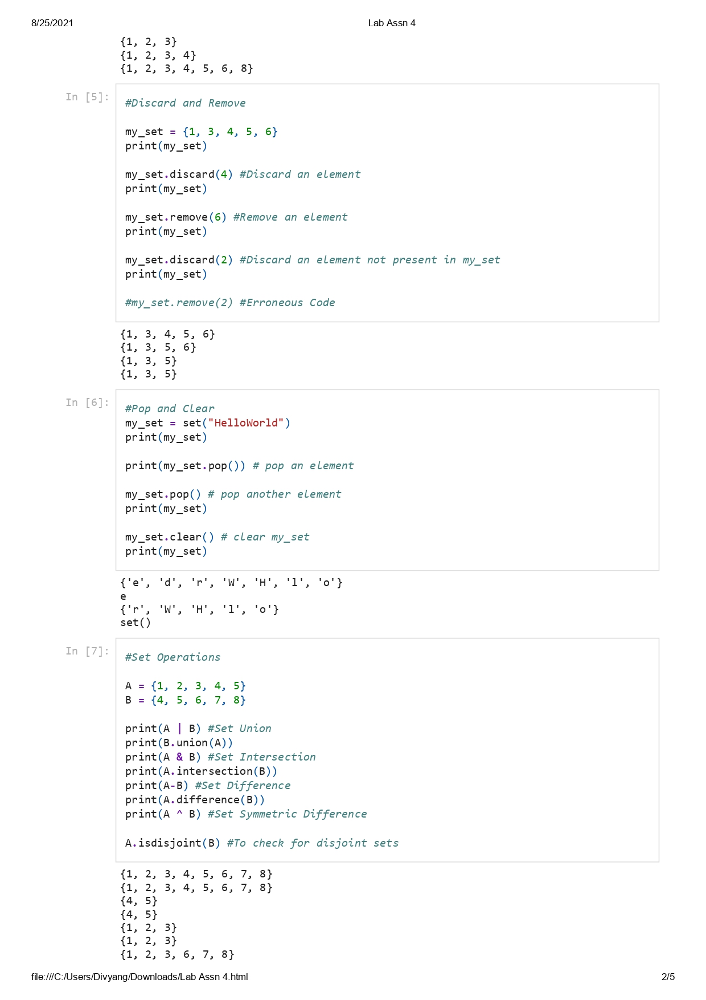 8/25/2021 Lab Assn 4
{1, 2, 3}
{1, 2, 3, 4}
{1, 2, 3, 4, 5, 6, 8}
In [5]:
#Discard and Remove
my_set = {1, 3, 4, 5, 6}
print(my_set)
my_set.discard(4) #Discard an element
print(my_set)
my_set.remove(6) #Remove an element
print(my_set)
my_set.discard(2) #Discard an element not present in my_set
print(my_set)
#my_set.remove(2) #Erroneous Code
{1, 3, 4, 5, 6}
{1, 3, 5, 6}
{1, 3, 5}
{1, 3, 5}
In [6]:
#Pop and Clear
my_set = set("HelloWorld")
print(my_set)
print(my_set.pop()) # pop an element
my_set.pop() # pop another element
print(my_set)
my_set.clear() # clear my_set
print(my_set)
{'e', 'd', 'r', 'W', 'H', 'l', 'o'}
e
{'r', 'W', 'H', 'l', 'o'}
set()
In [7]:
#Set Operations
A = {1, 2, 3, 4, 5}
B = {4, 5, 6, 7, 8}
print(A | B) #Set Union
print(B.union(A))
print(A & B) #Set Intersection
print(A.intersection(B))
print(A-B) #Set Difference
print(A.difference(B))
print(A ^ B) #Set Symmetric Difference
A.isdisjoint(B) #To check for disjoint sets
{1, 2, 3, 4, 5, 6, 7, 8}
{1, 2, 3, 4, 5, 6, 7, 8}
{4, 5}
{4, 5}
{1, 2, 3}
{1, 2, 3}
{1, 2, 3, 6, 7, 8}
file:///C:/Users/Divyang/Downloads/Lab Assn 4.html 2/5